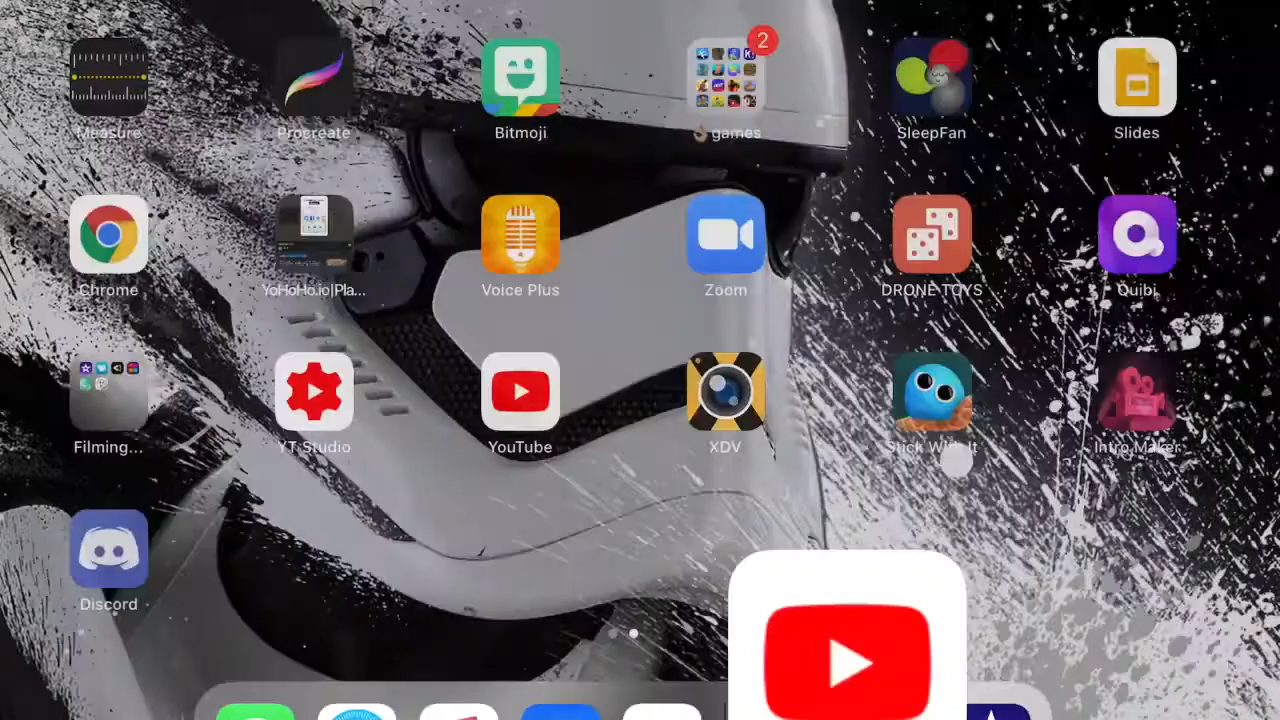 2
Measure
Procreate
Bitmoji
👌🏿games
SleepFan
Slides
Chrome
YoHoHo.io|Pla...
Voice Plus
Zoom
DRONE TOYS
Quibi
Filming...
YT Studio
YouTube
XDV
Stick With It
Intro Maker
Discord